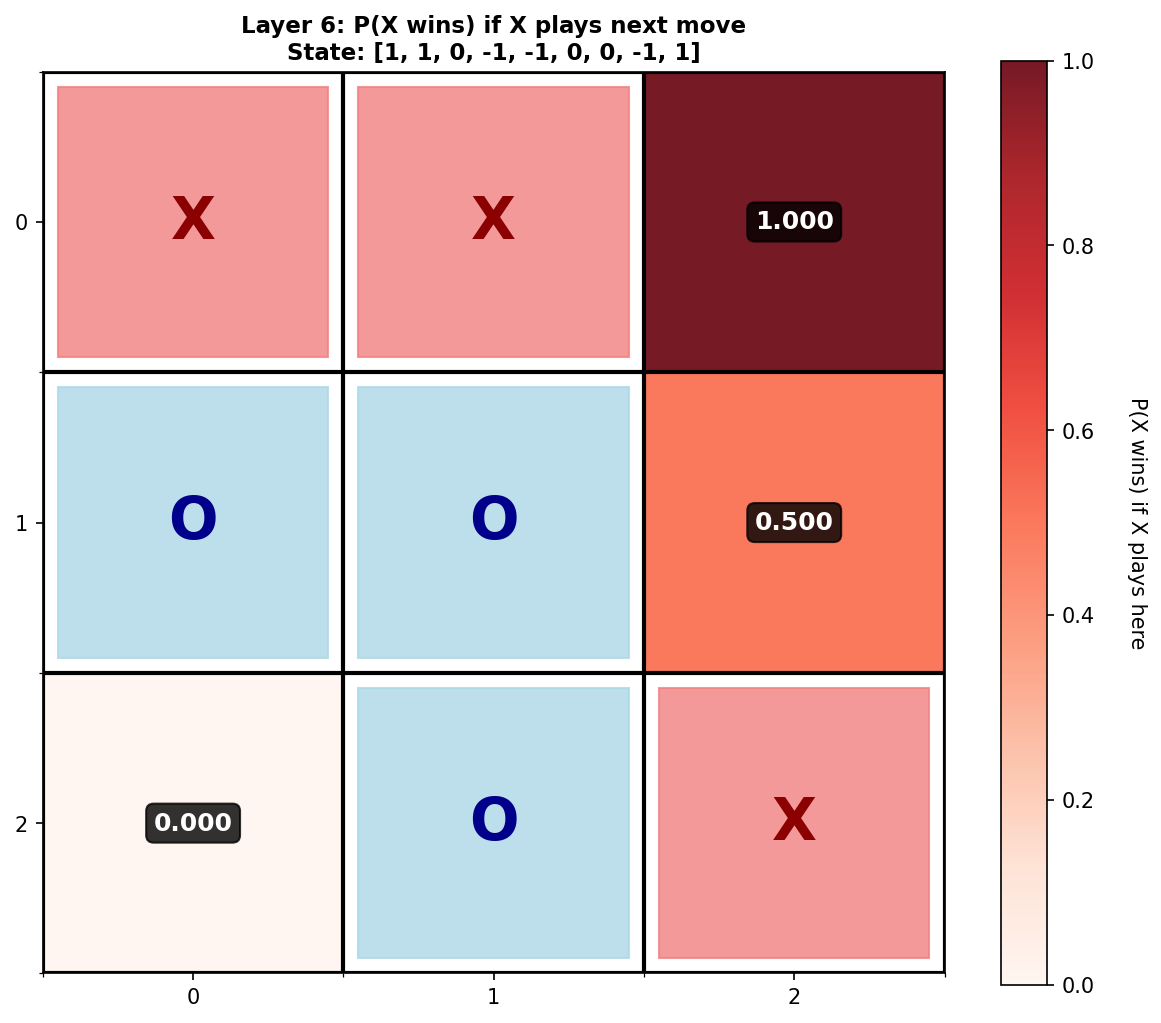 Layer 6: P(X wins) if X plays next move
State: [1, 1, 0, -1, -1, 0, 0, -1, 1]
X X 1.000
O O 0.500
0.000 O X
0
1
2
0 1 2
1.0
0.8
0.6
0.4
0.2
0.0
P(X wins) if X plays here